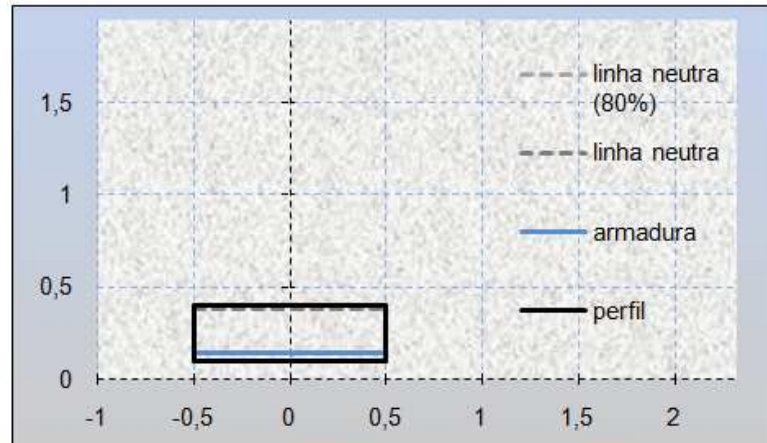 linha neutra
(80%)
linha neutra
armadura
perfil
1,5
1
0,5
0
-1 -0,5 0 0,5 1 1,5 2